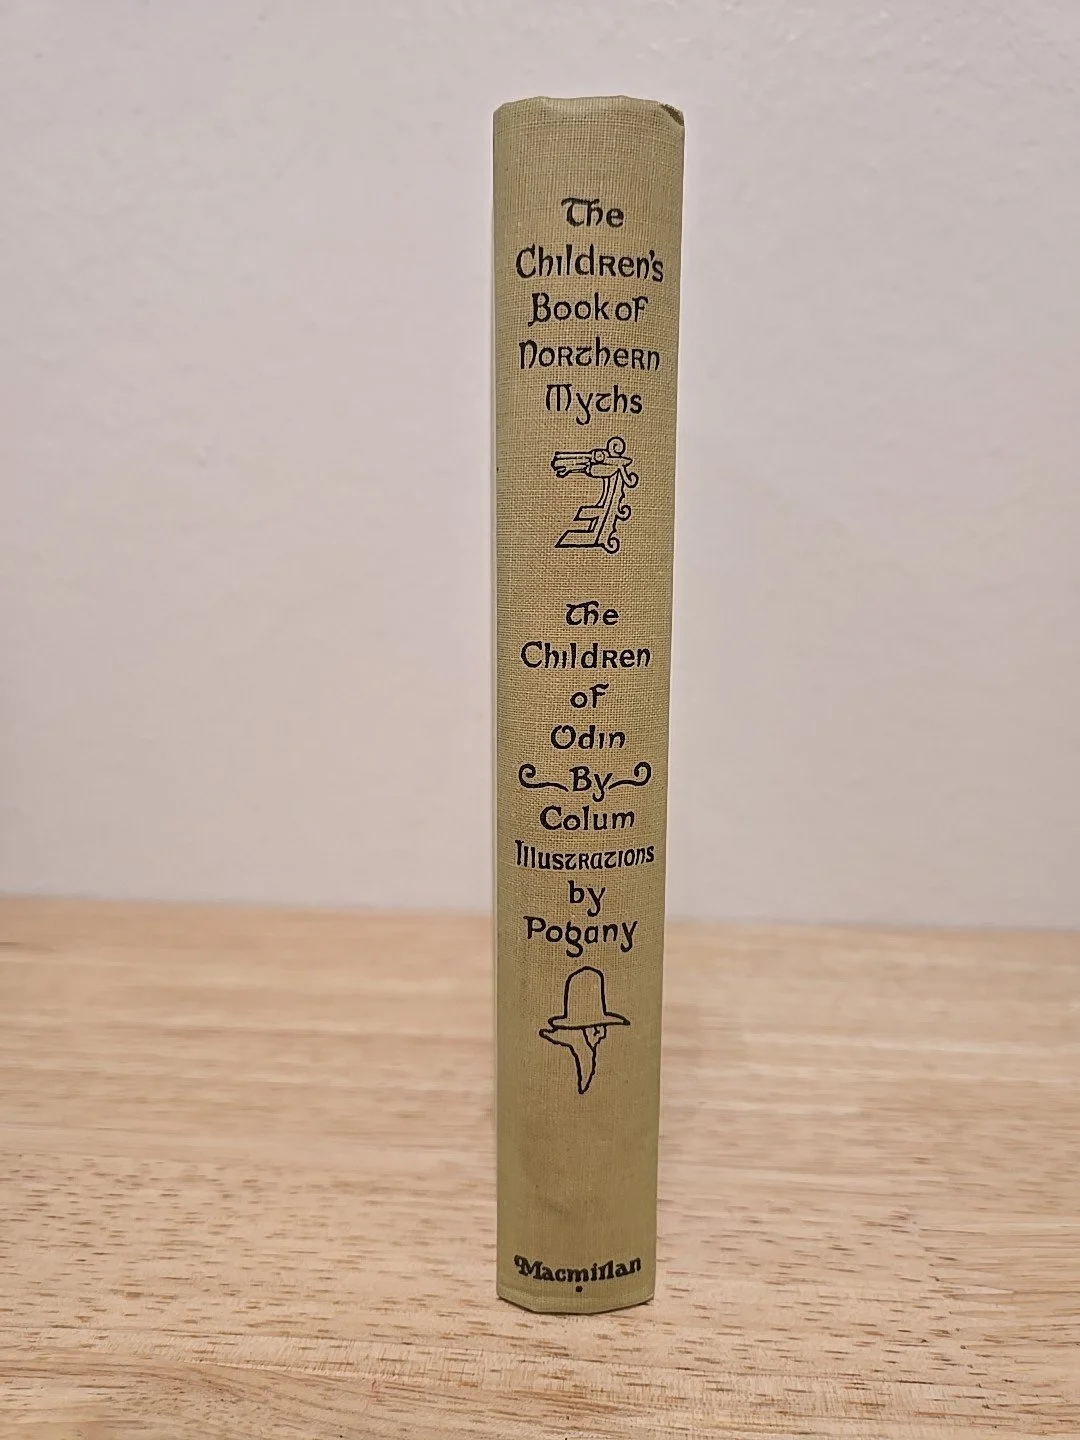 The
Children's
Book of
Northern
Myths
The
Children
of
Odin
By
Colum
Illustrations
by
Pogany
Macmillan